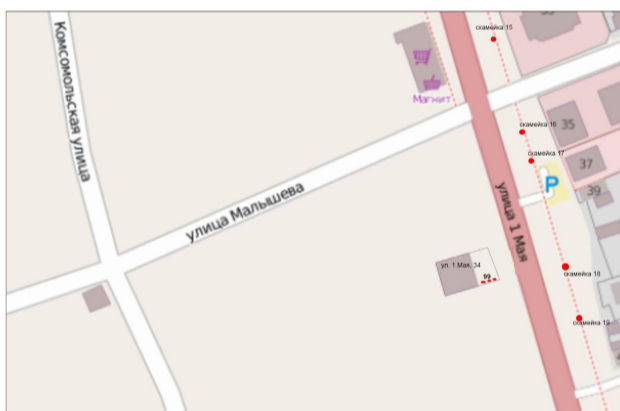 скамейка 15
Комсомольская улица
Магнит
скамейка 16
35
скамейка 17
37
P
39
улица Малышева
улица 1 Мая
ул. 1 Мая, 34
99
скамейка 18
скамейка 19